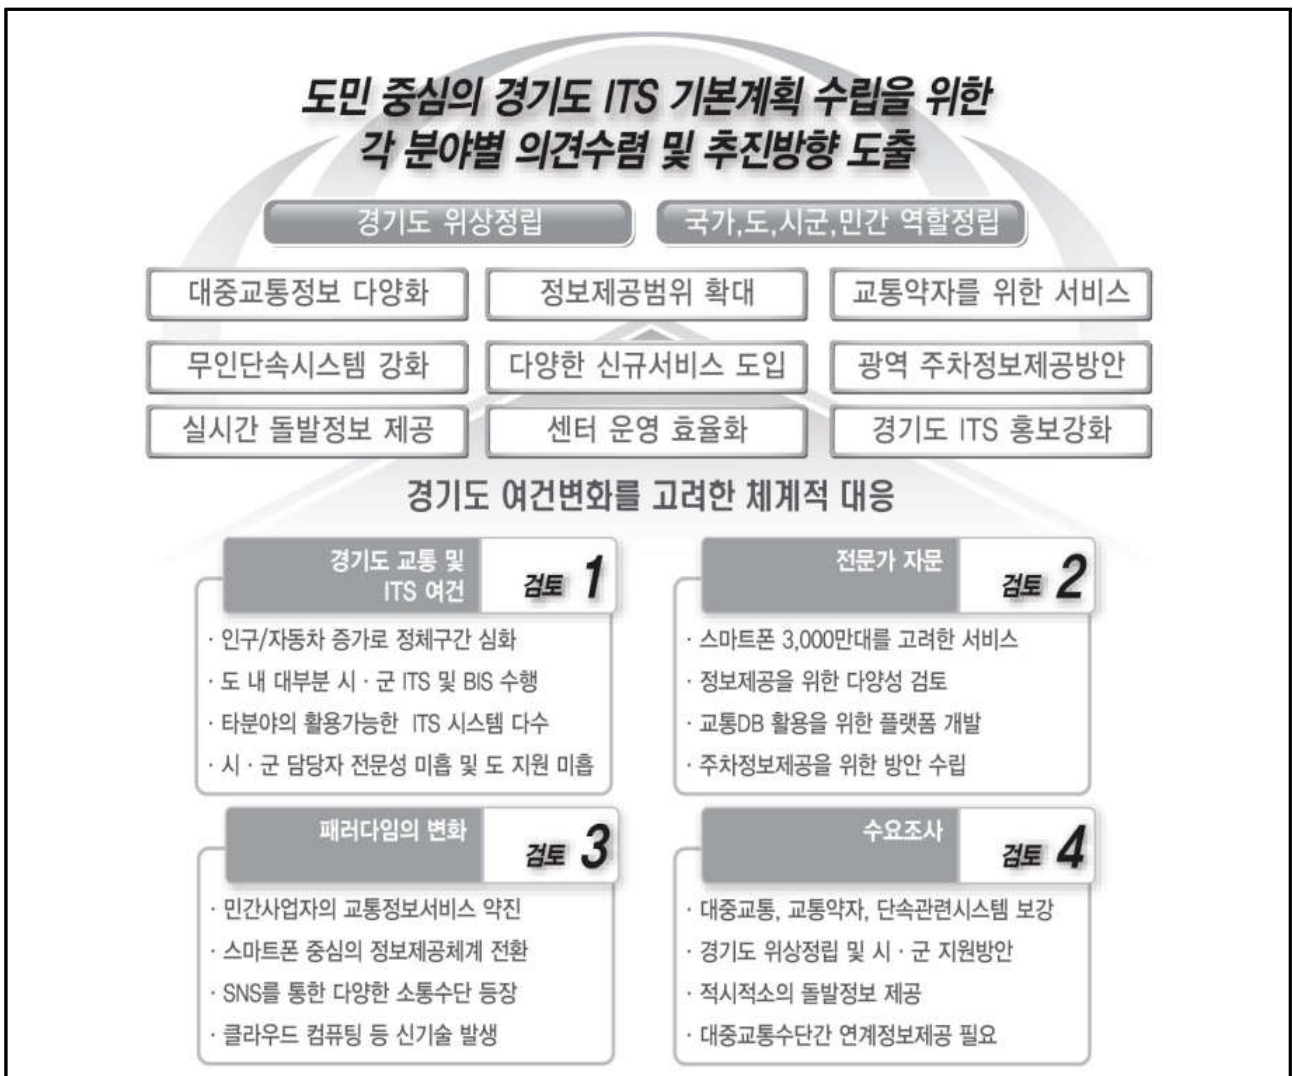 도민 중심의 경기도 ITS 기본계획 수립을 위한
각 분야별 의견수렴 및 추진방향 도출
경기도 위상정립
국가,도,시군,민간 역할정립
대중교통정보 다양화
정보제공범위 확대
교통약자를 위한 서비스
무인단속시스템 강화
다양한 신규서비스 도입
광역 주차정보제공방안
실시간 돌발정보 제공
센터 운영 효율화
경기도 ITS 홍보강화
경기도 여건변화를 고려한 체계적 대응
경기도 교통 및
ITS 여건
검토 1
· 인구/자동차 증가로 정체구간 심화
· 도 내 대부분 시 · 군 ITS 및 BIS 수행
· 타분야의 활용가능한 ITS 시스템 다수
· 시 · 군 담당자 전문성 미흡 및 도 지원 미흡
전문가 자문
검토 2
· 스마트폰 3,000만대를 고려한 서비스
· 정보제공을 위한 다양성 검토
· 교통DB 활용을 위한 플랫폼 개발
· 주차정보제공을 위한 방안 수립
패러다임의 변화
검토 3
· 민간사업자의 교통정보서비스 약진
· 스마트폰 중심의 정보제공체계 전환
· SNS를 통한 다양한 소통수단 등장
· 클라우드 컴퓨팅 등 신기술 발생
수요조사
검토 4
· 대중교통, 교통약자, 단속관련시스템 보강
· 경기도 위상정립 및 시 · 군 지원방안
· 적시적소의 돌발정보 제공
· 대중교통수단간 연계정보제공 필요